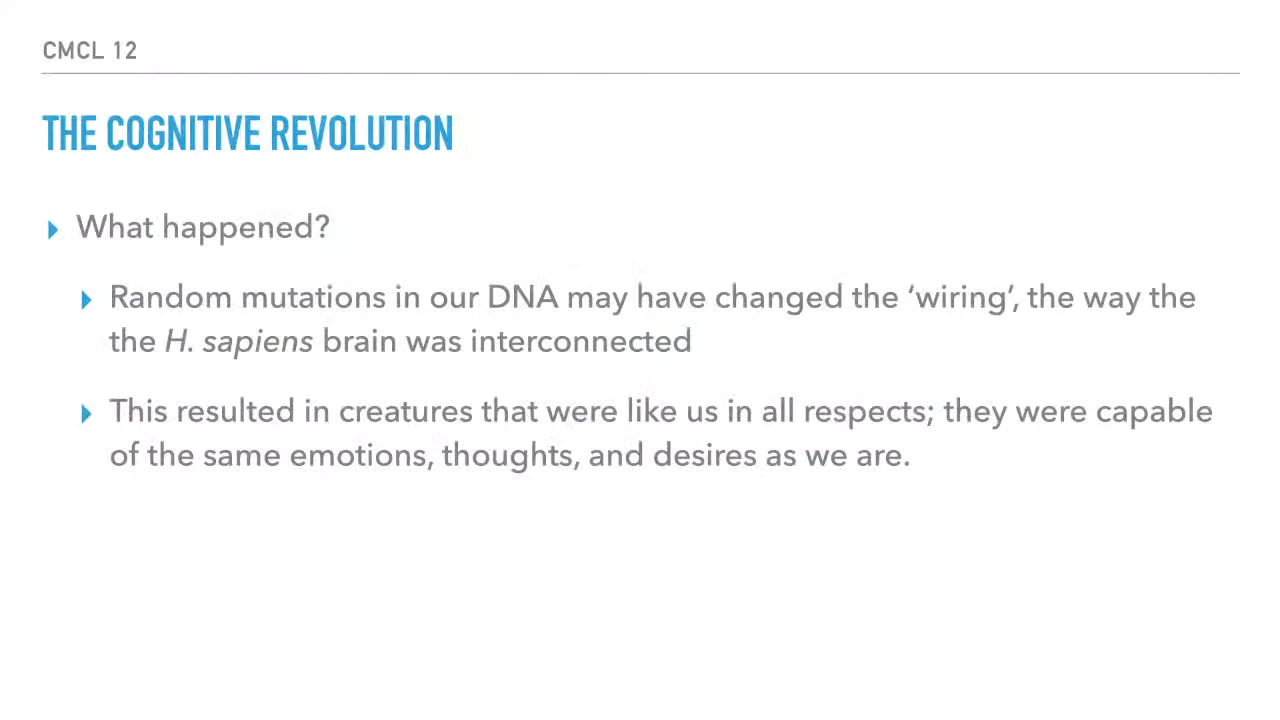 CMCL 12
THE COGNITIVE REVOLUTION
What happened?
Random mutations in our DNA may have changed the ‘wiring’, the way the
the H. sapiens brain was interconnected
This resulted in creatures that were like us in all respects; they were capable
of the same emotions, thoughts, and desires as we are.